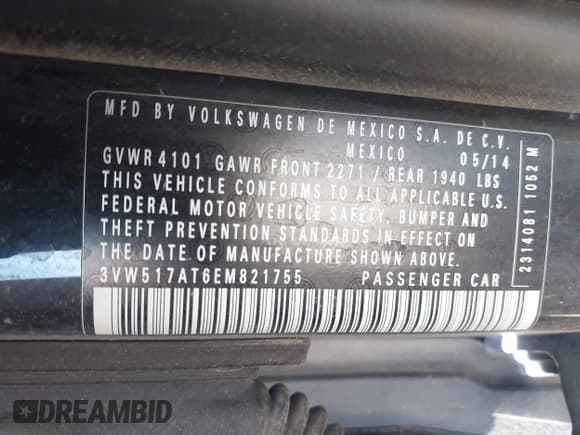 MFD BY VOLKSWAGEN DE MEXICO S.A. DE C.V.
MEXICO 05/14
GVWR 4101 GAWR FRONT 2271 / REAR 1940 LBS
THIS VEHICLE CONFORMS TO ALL APPLICABLE U.S.
FEDERAL MOTOR VEHICLE SAFETY, BUMPER AND
THEFT PREVENTION STANDARDS IN EFFECT ON
THE DATE OF MANUFACTURE SHOWN ABOVE.
3VW517AT6EM821755 PASSENGER CAR
2314081 1052 M
DREAMBID